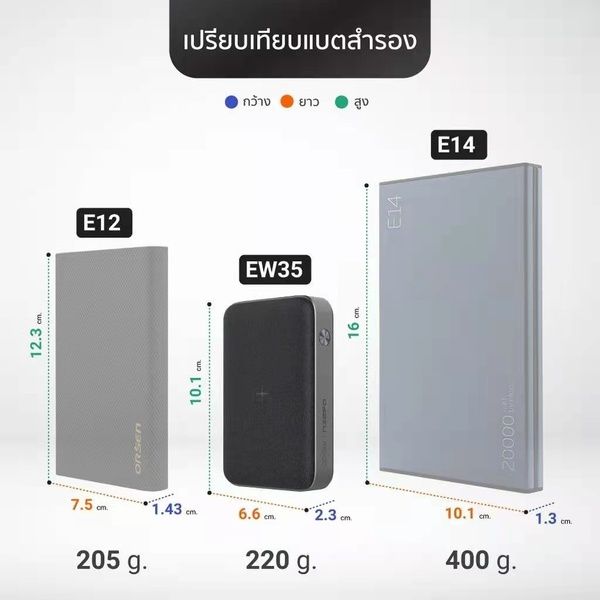 เปรียบเทียบแบตสำรอง
กว้าง ยาว สูง
E14
E12
EW35
E14
16 cm.
12.3 cm.
10.1 cm.
ORSEN
20000
7.5 cm.
1.43 cm.
6.6 cm.
2.3 cm.
10.1 cm.
1.3 cm.
205 g.
220 g.
400 g.